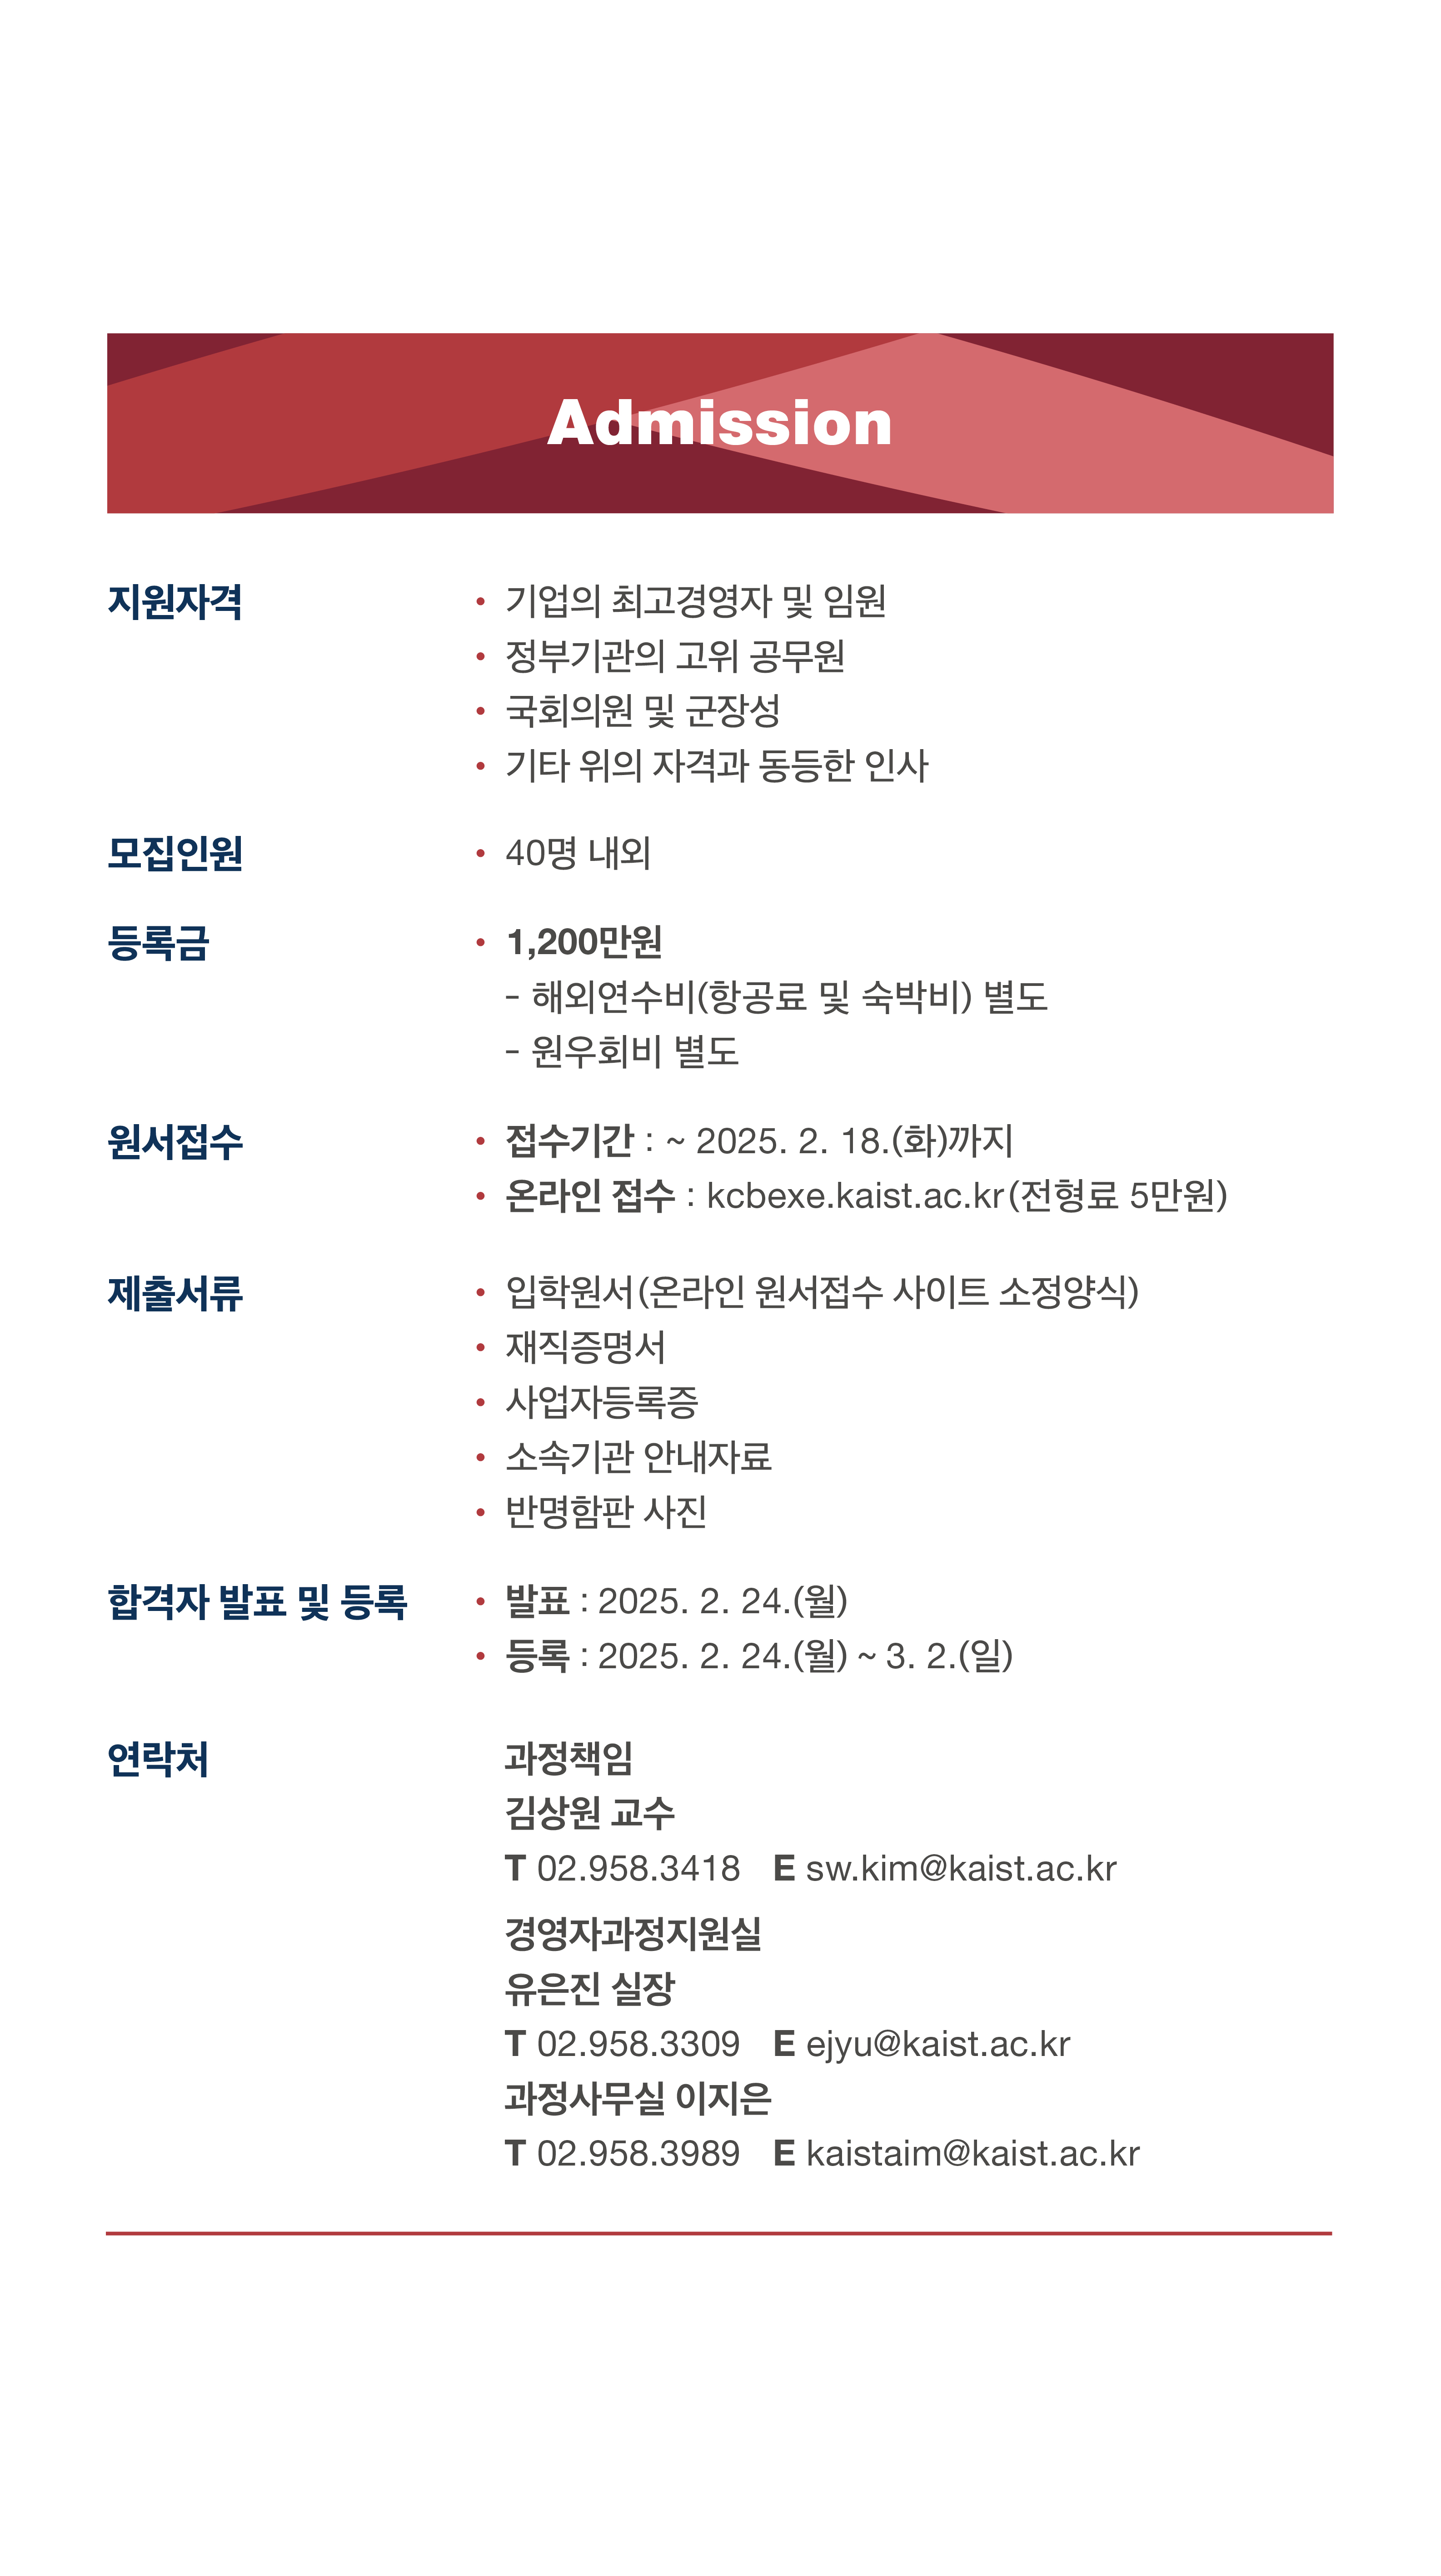 Admission
지원자격
• 기업의 최고경영자 및 임원
• 정부기관의 고위 공무원
• 국회의원 및 군장성
• 기타 위의 자격과 동등한 인사
모집인원
• 40명 내외
등록금
• 1,200만원
- 해외연수비(항공료 및 숙박비) 별도
- 원우회비 별도
원서접수
• 접수기간 : ~ 2025. 2. 18.(화)까지
• 온라인 접수 : kcbexe.kaist.ac.kr(전형료 5만원)
제출서류
• 입학원서(온라인 원서접수 사이트 소정양식)
• 재직증명서
• 사업자등록증
• 소속기관 안내자료
• 반명함판 사진
합격자 발표 및 등록
• 발표 : 2025. 2. 24.(월)
• 등록 : 2025. 2. 24.(월) ~ 3. 2.(일)
연락처
과정책임
김상원 교수
T 02.958.3418 E sw.kim@kaist.ac.kr
경영자과정지원실
유은진 실장
T 02.958.3309 E ejyu@kaist.ac.kr
과정사무실 이지은
T 02.958.3989 E kaistaim@kaist.ac.kr